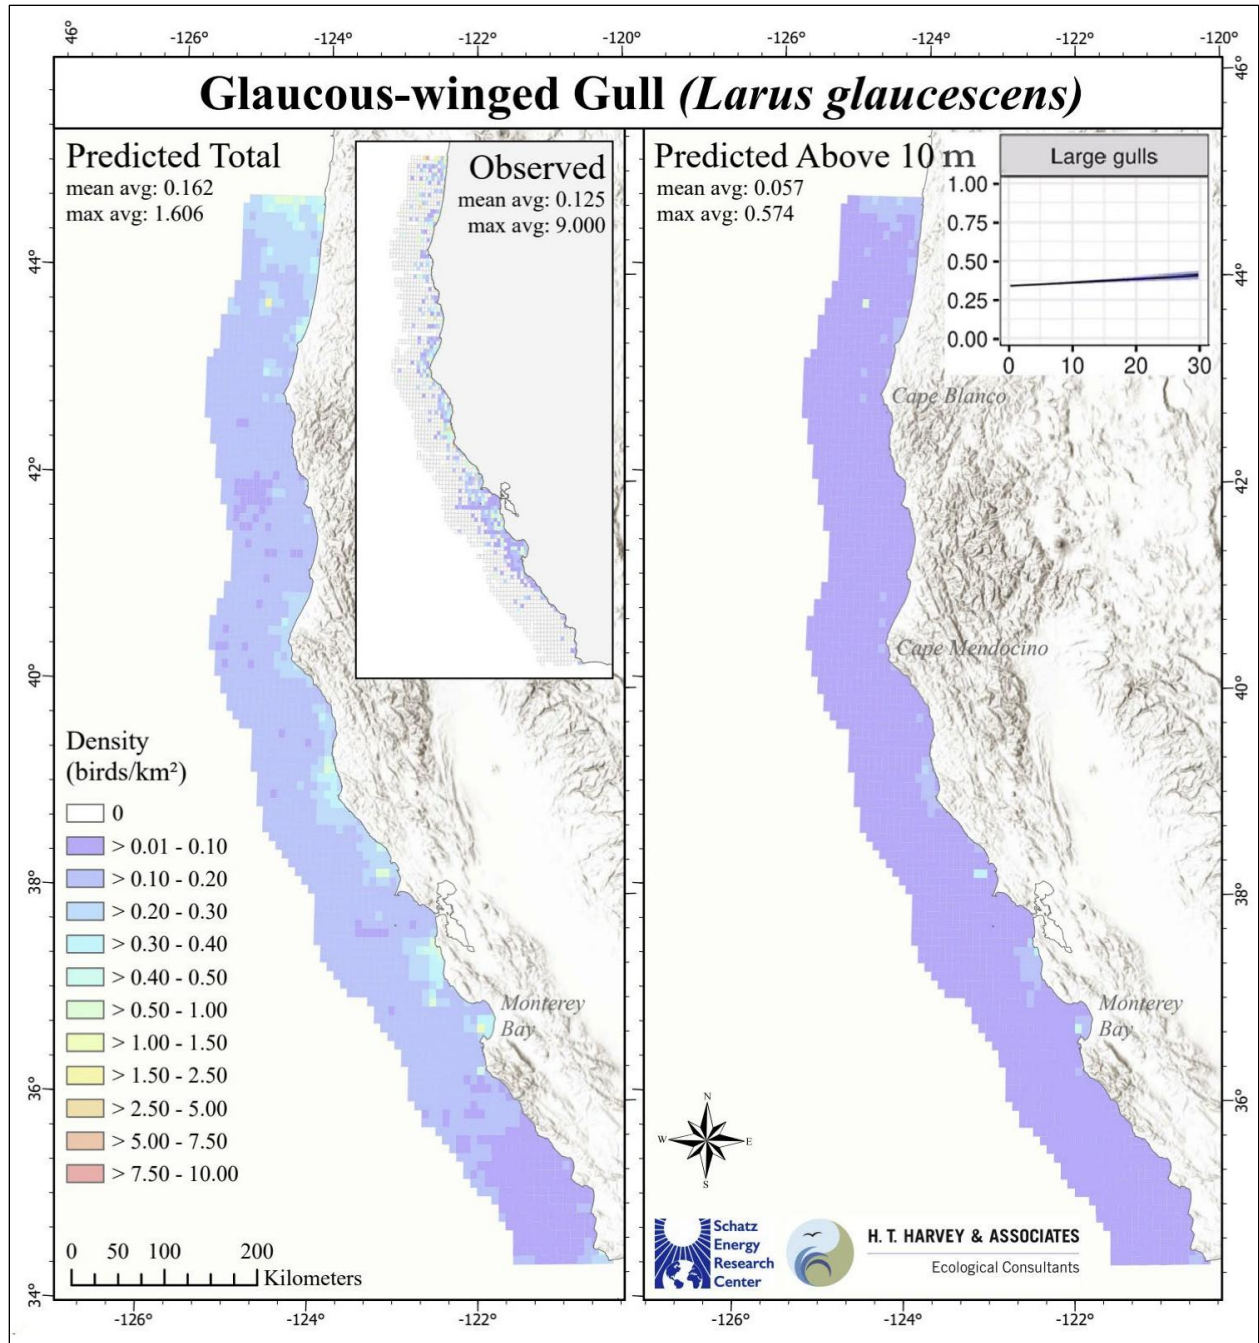 46°
-126°
-124°
-122°
-120°
-126°
-124°
-122°
-120°
46°
Glaucous-winged Gull (Larus glaucescens)
Predicted Total
mean avg: 0.162
max avg: 1.606
Observed
mean avg: 0.125
max avg: 9.000
Predicted Above 10 m
mean avg: 0.057
max avg: 0.574
Large gulls
1.00
0.75
0.50
0.25
0.00
0
10
20
30
44°
42°
40°
38°
36°
34°
44°
42°
40°
38°
36°
Cape Blanco
Cape Mendocino
Monterey
Bay
Monterey
Bay
Density
(birds/km²)
0
> 0.01 - 0.10
> 0.10 - 0.20
> 0.20 - 0.30
> 0.30 - 0.40
> 0.40 - 0.50
> 0.50 - 1.00
> 1.00 - 1.50
> 1.50 - 2.50
> 2.50 - 5.00
> 5.00 - 7.50
> 7.50 - 10.00
0 50 100 200
Kilometers
N
W E
S
Schatz
Energy
Research
Center
H. T. HARVEY & ASSOCIATES
Ecological Consultants
-126°
-124°
-122°
-126°
-124°
-122°